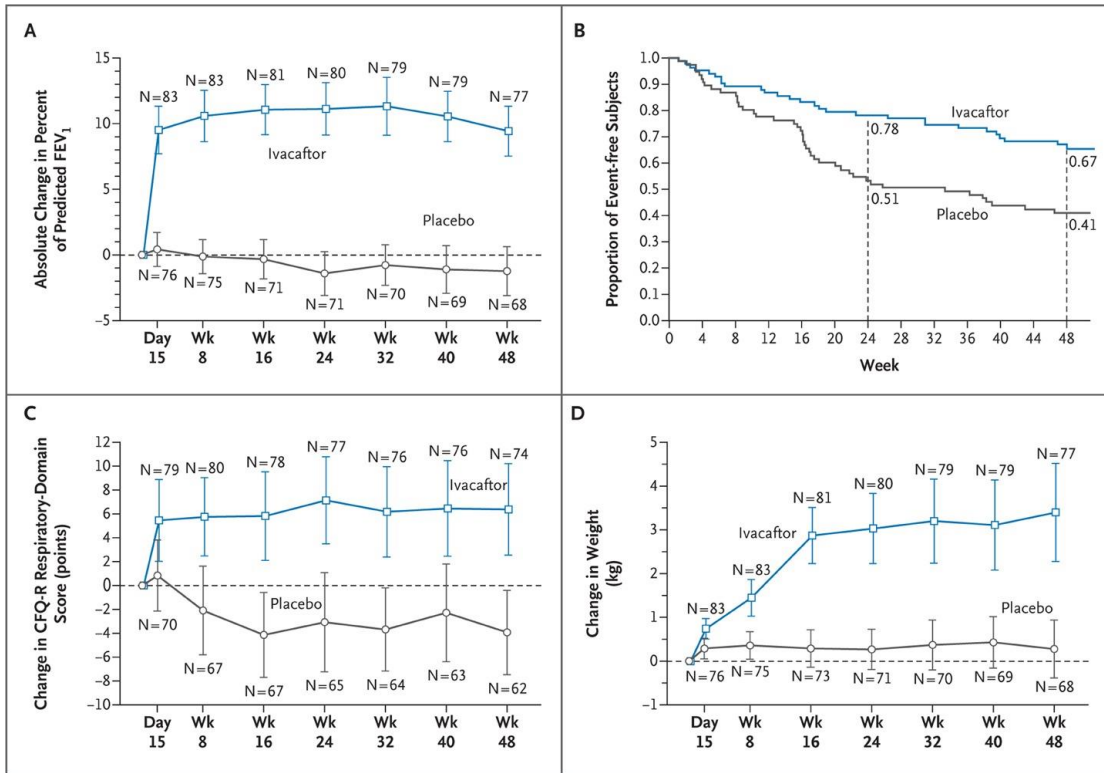 A
Absolute Change in Percent
of Predicted FEV1
15
10
5
0
−5
N=83
N=83
N=81
N=80
N=79
N=79
N=77
Ivacaftor
Placebo
N=76
N=75
N=71
N=71
N=70
N=69
N=68
Day
15
Wk
8
Wk
16
Wk
24
Wk
32
Wk
40
Wk
48
B
Proportion of Event-free Subjects
1.0
0.9
0.8
0.7
0.6
0.5
0.4
0.3
0.2
0.1
0.0
Ivacaftor
0.78
0.67
0.51
Placebo
0.41
0 4 8 12 16 20 24 28 32 36 40 44 48
Week
C
Change in CFQ-R Respiratory-Domain
Score (points)
12
10
8
6
4
2
0
−2
−4
−6
−8
−10
N=79
N=80
N=78
N=77
N=76
N=76
N=74
Ivacaftor
Placebo
N=70
N=67
N=67
N=65
N=64
N=63
N=62
Day
15
Wk
8
Wk
16
Wk
24
Wk
32
Wk
40
Wk
48
D
Change in Weight
(kg)
5
4
3
2
1
0
−1
N=83
N=83
N=81
N=80
N=79
N=79
N=77
Ivacaftor
Placebo
N=76
N=75
N=73
N=71
N=70
N=69
N=68
Day
15
Wk
8
Wk
16
Wk
24
Wk
32
Wk
40
Wk
48